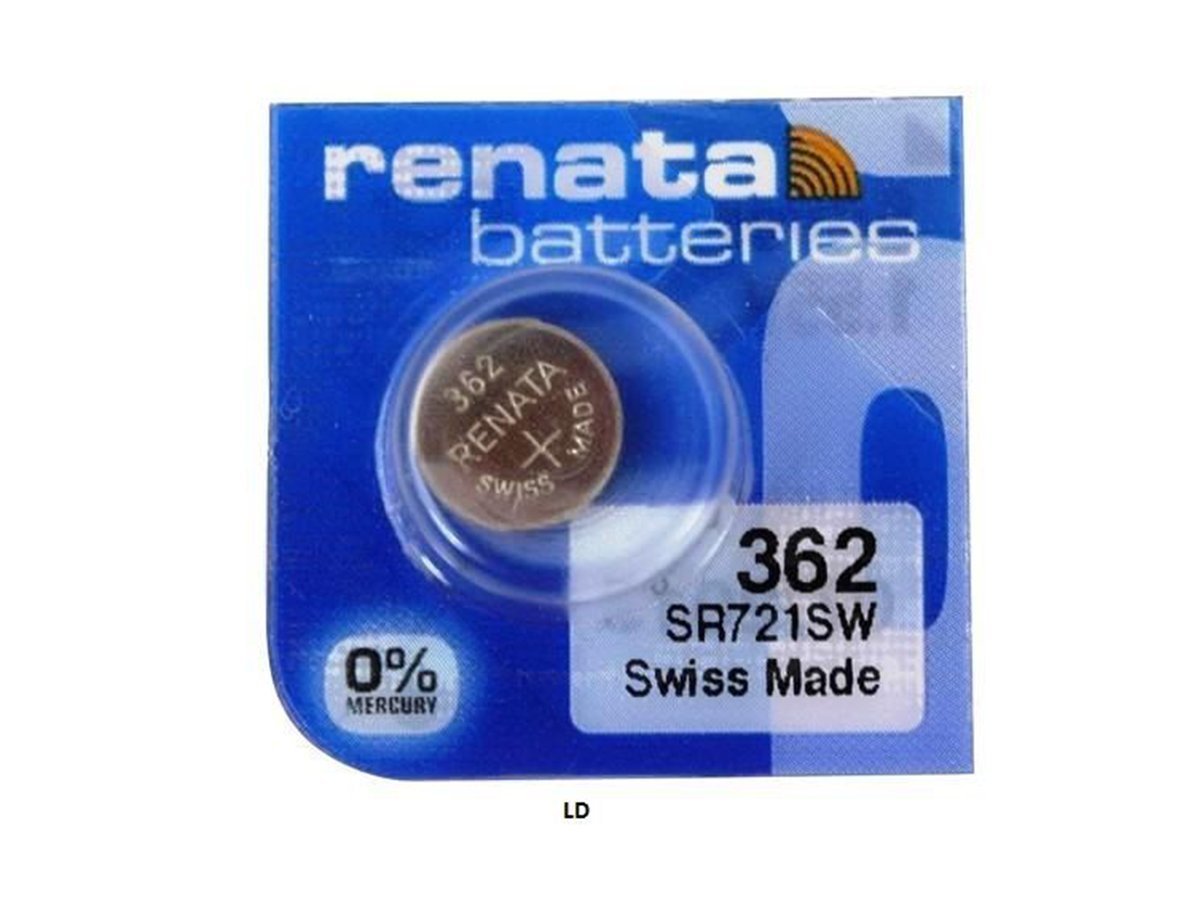 renata
batteries
362
RENATA
+
SWISS MADE
362
SR721SW
Swiss Made
0%
MERCURY
LD